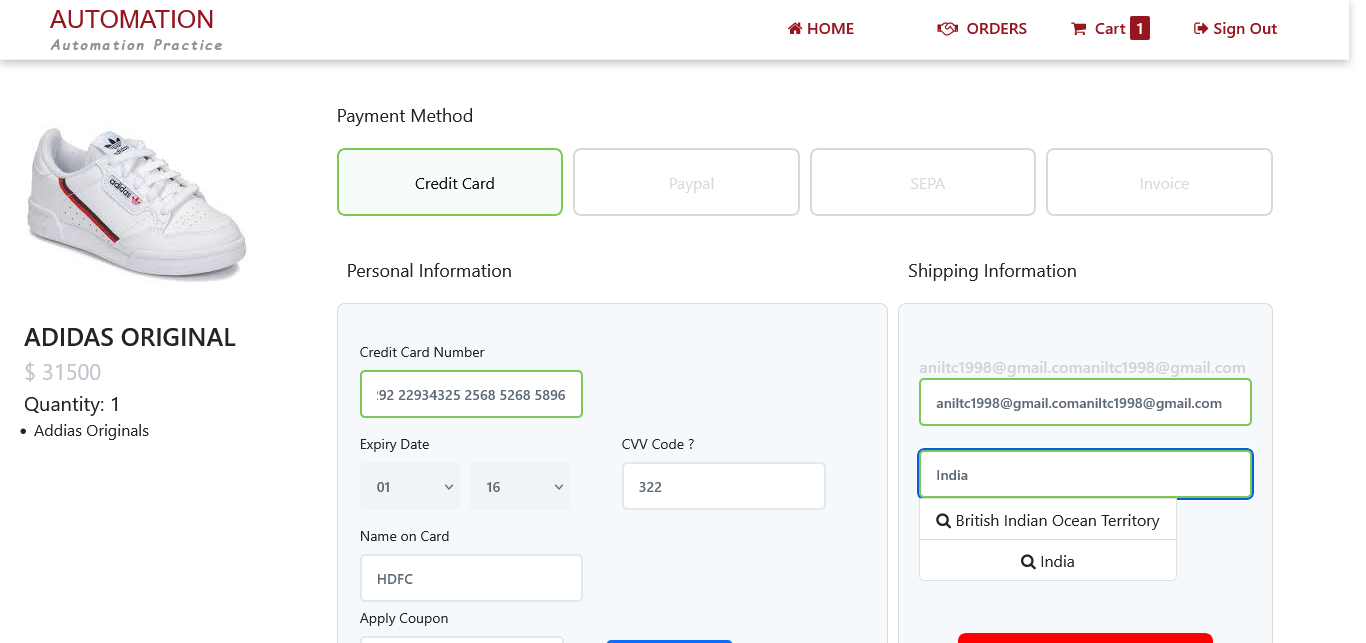 AUTOMATION
Automation Practice
HOME
ORDERS
Cart 1
Sign Out
Payment Method
Credit Card
Paypal
SEPA
Invoice
Personal Information
Shipping Information
ADIDAS ORIGINAL
$ 31500
Quantity: 1
Addias Originals
Credit Card Number
92 22934325 2568 5268 5896
Expiry Date
CVV Code ?
01
16
322
Name on Card
HDFC
Apply Coupon
aniltc1998@gmail.comaniltc1998@gmail.com
aniltc1998@gmail.comaniltc1998@gmail.com
India
British Indian Ocean Territory
India
adidas